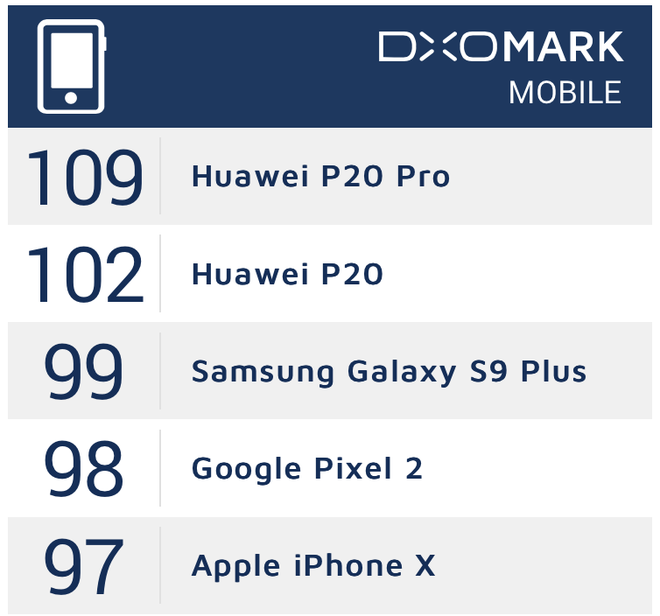 DXOMARK
MOBILE
109 Huawei P20 Pro
102 Huawei P20
99 Samsung Galaxy S9 Plus
98 Google Pixel 2
97 Apple iPhone X